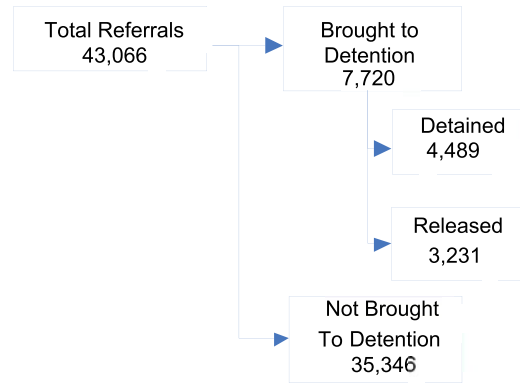 Total Referrals
43,066
Brought to
Detention
7,720
Detained
4,489
Released
3,231
Not Brought
To Detention
35,346